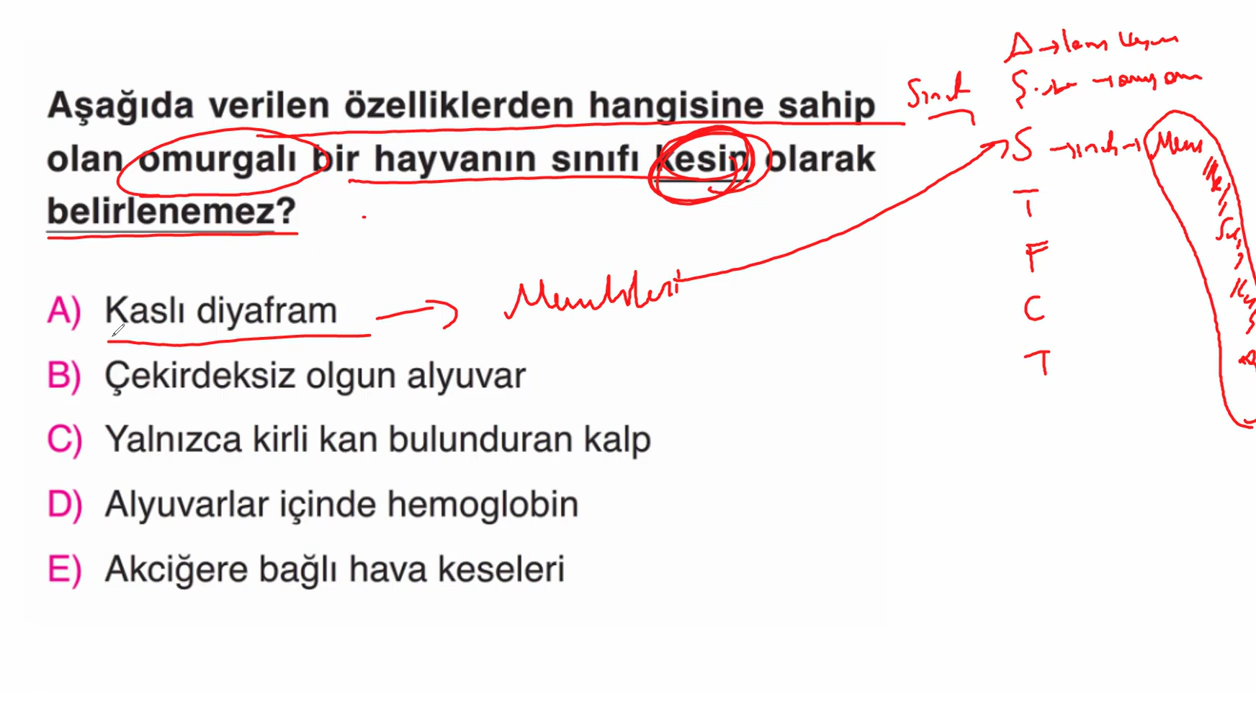 Aşağıda verilen özelliklerden hangisine sahip
olan omurgalı bir hayvanın sınıfı kesin olarak
belirlenemez?
A) Kaslı diyafram
B) Çekirdeksiz olgun alyuvar
C) Yalnızca kirli kan bulunduran kalp
D) Alyuvarlar içinde hemoglobin
E) Akciğere bağlı hava keseleri
Sınıf
S → sınıf →
T
F
C
T